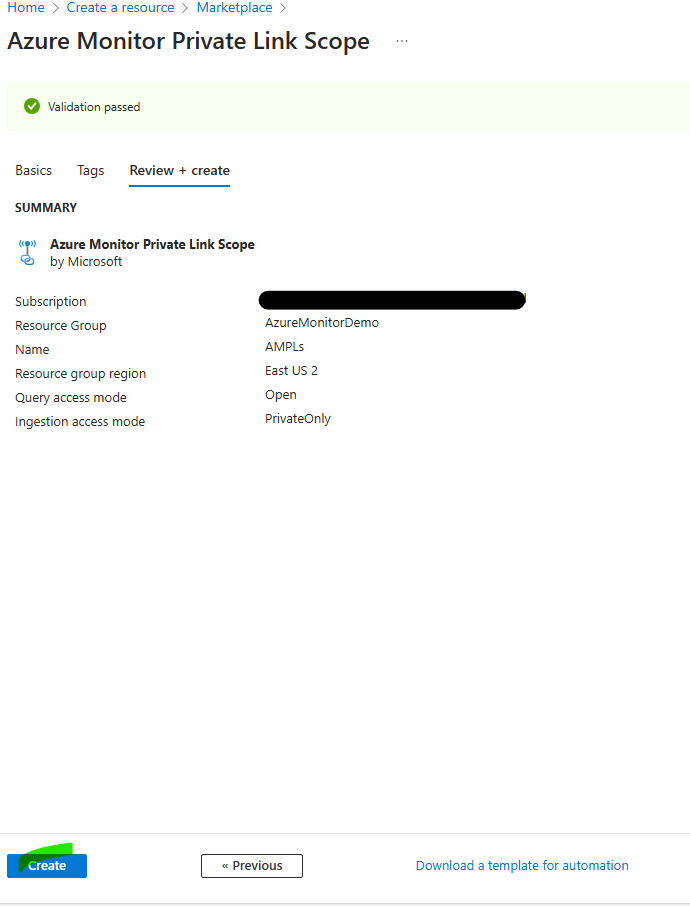 Home > Create a resource > Marketplace >
Azure Monitor Private Link Scope ...
Validation passed
Basics Tags Review + create
SUMMARY
Azure Monitor Private Link Scope
by Microsoft
Subscription
Resource Group AzureMonitorDemo
Name AMPLs
Resource group region East US 2
Query access mode Open
Ingestion access mode PrivateOnly
Create « Previous Download a template for automation